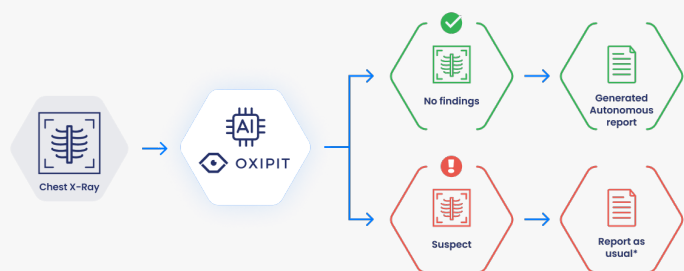 Chest X-Ray
AI
OXIPIT
No findings
Generated
Autonomous
report
Suspect
Report as
usual*